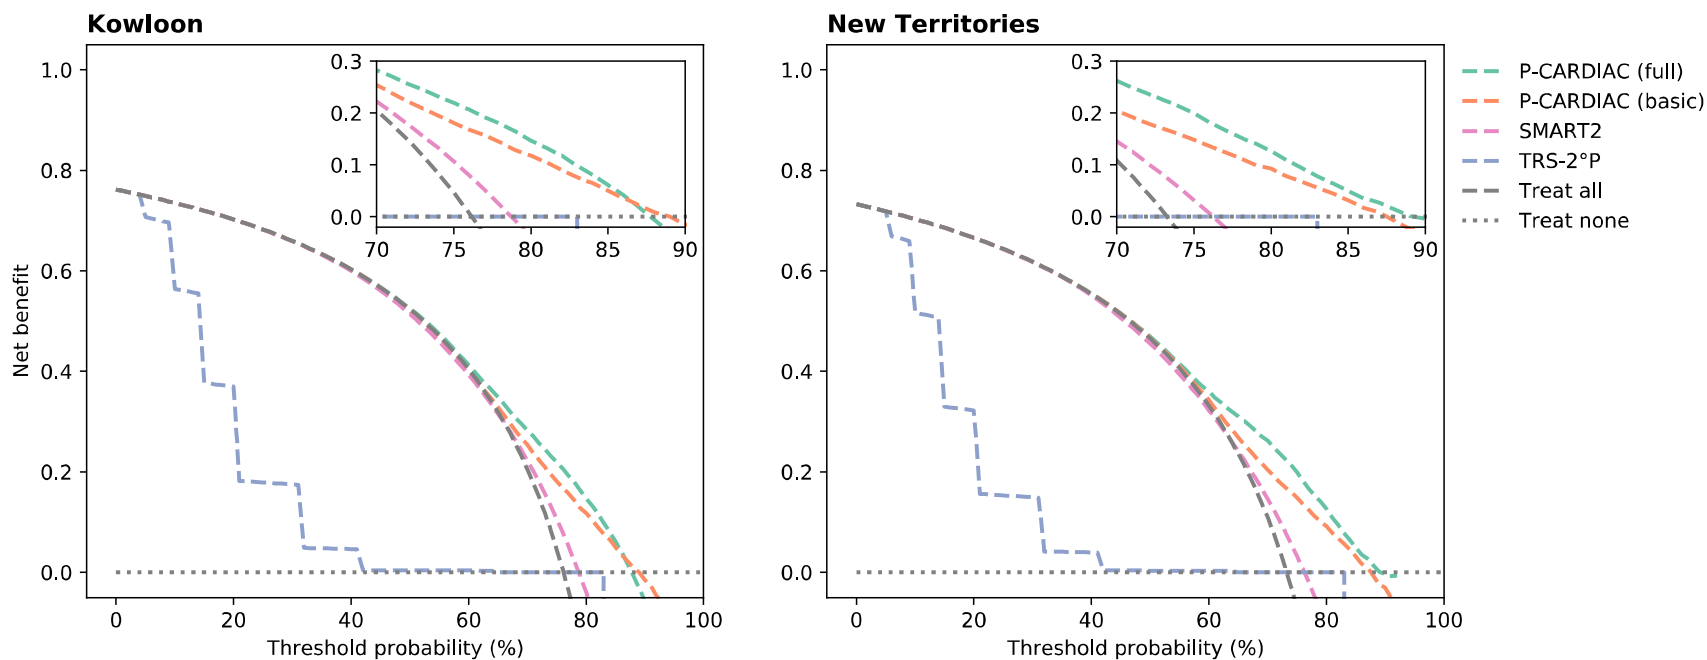 Kowloon
New Territories
1.0
0.8
0.6
0.4
0.2
0.0
Net benefit
0 20 40 60 80 100
Threshold probability (%)
0.3
0.2
0.1
0.0
70 75 80 85 90
1.0
0.8
0.6
0.4
0.2
0.0
0 20 40 60 80 100
Threshold probability (%)
0.3
0.2
0.1
0.0
70 75 80 85 90
P-CARDIAC (full)
P-CARDIAC (basic)
SMART2
TRS-2°P
Treat all
Treat none